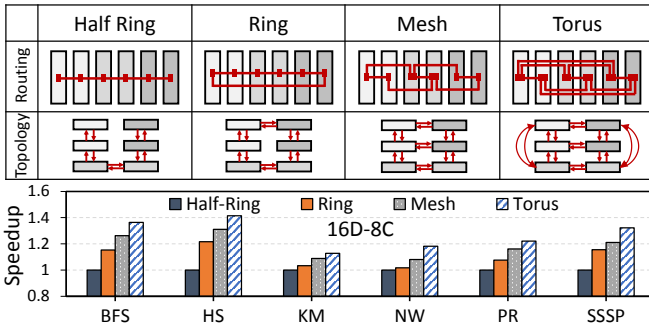 Half Ring Ring Mesh Torus
Routing
Topology
Speedup
1.6
1.4
1.2
1
0.8
Half-Ring Ring Mesh Torus
16D-8C
BFS HS KM NW PR SSSP